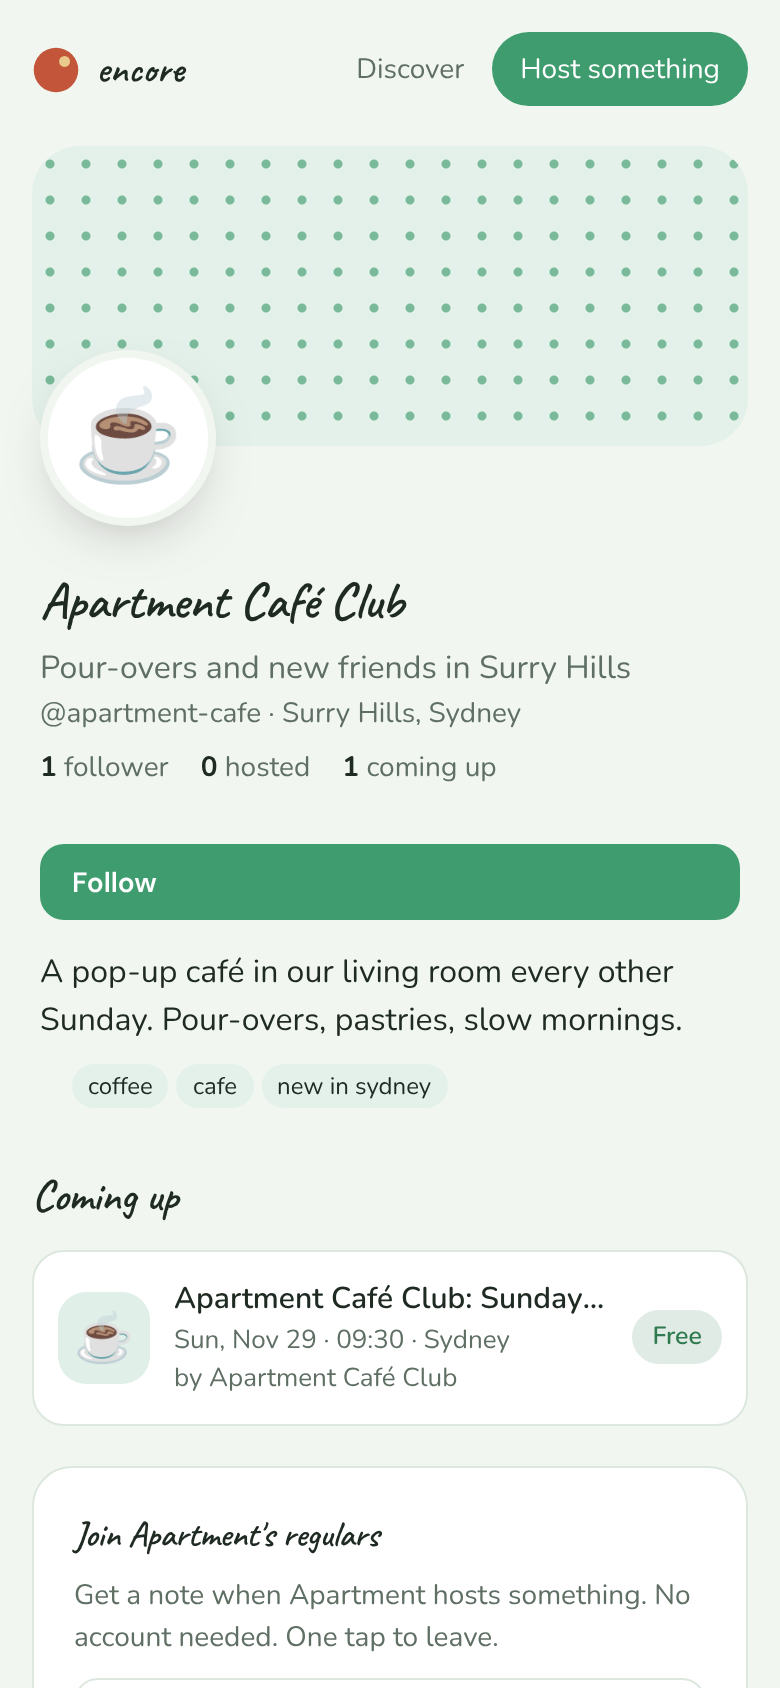 encore
Discover
Host something
Apartment Café Club
Pour-overs and new friends in Surry Hills
@apartment-cafe · Surry Hills, Sydney
1 follower 0 hosted 1 coming up
Follow
A pop-up café in our living room every other
Sunday. Pour-overs, pastries, slow mornings.
coffee cafe new in sydney
Coming up
Apartment Café Club: Sunday...
Sun, Nov 29 · 09:30 · Sydney
by Apartment Café Club
Free
Join Apartment's regulars
Get a note when Apartment hosts something. No
account needed. One tap to leave.